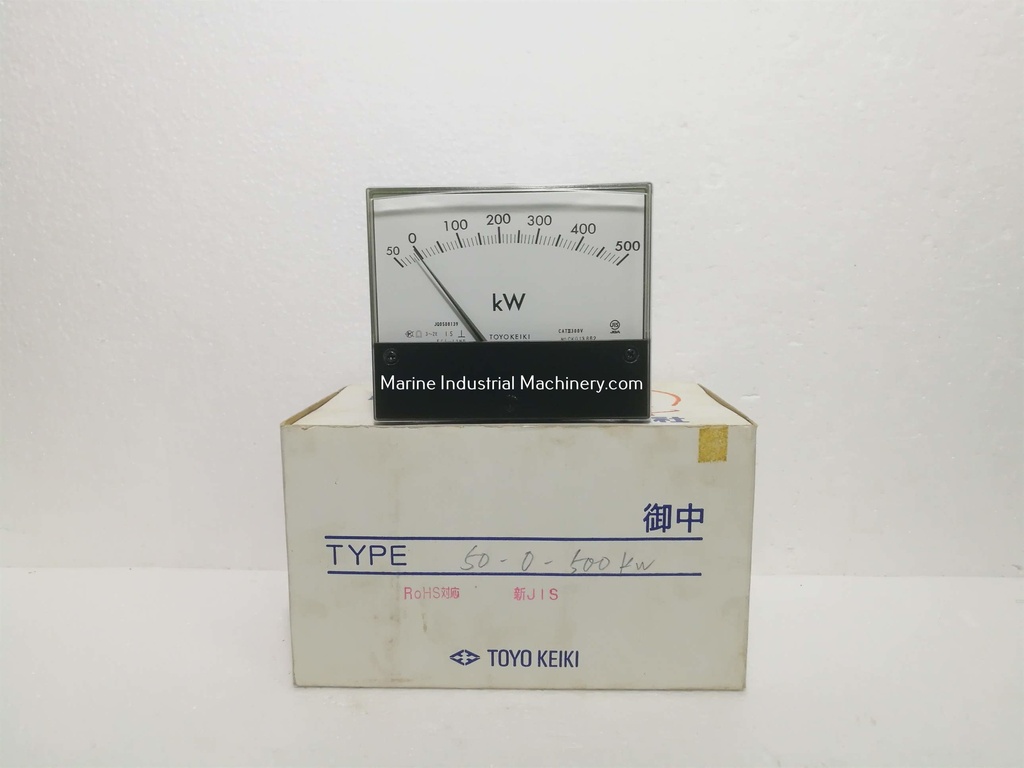 50 0 100 200 300 400 500
kW
TOYOKEIKI
Marine Industrial Machinery.com
御中
TYPE 50-0-500kW
RoHS対応 新JIS
TOYO KEIKI